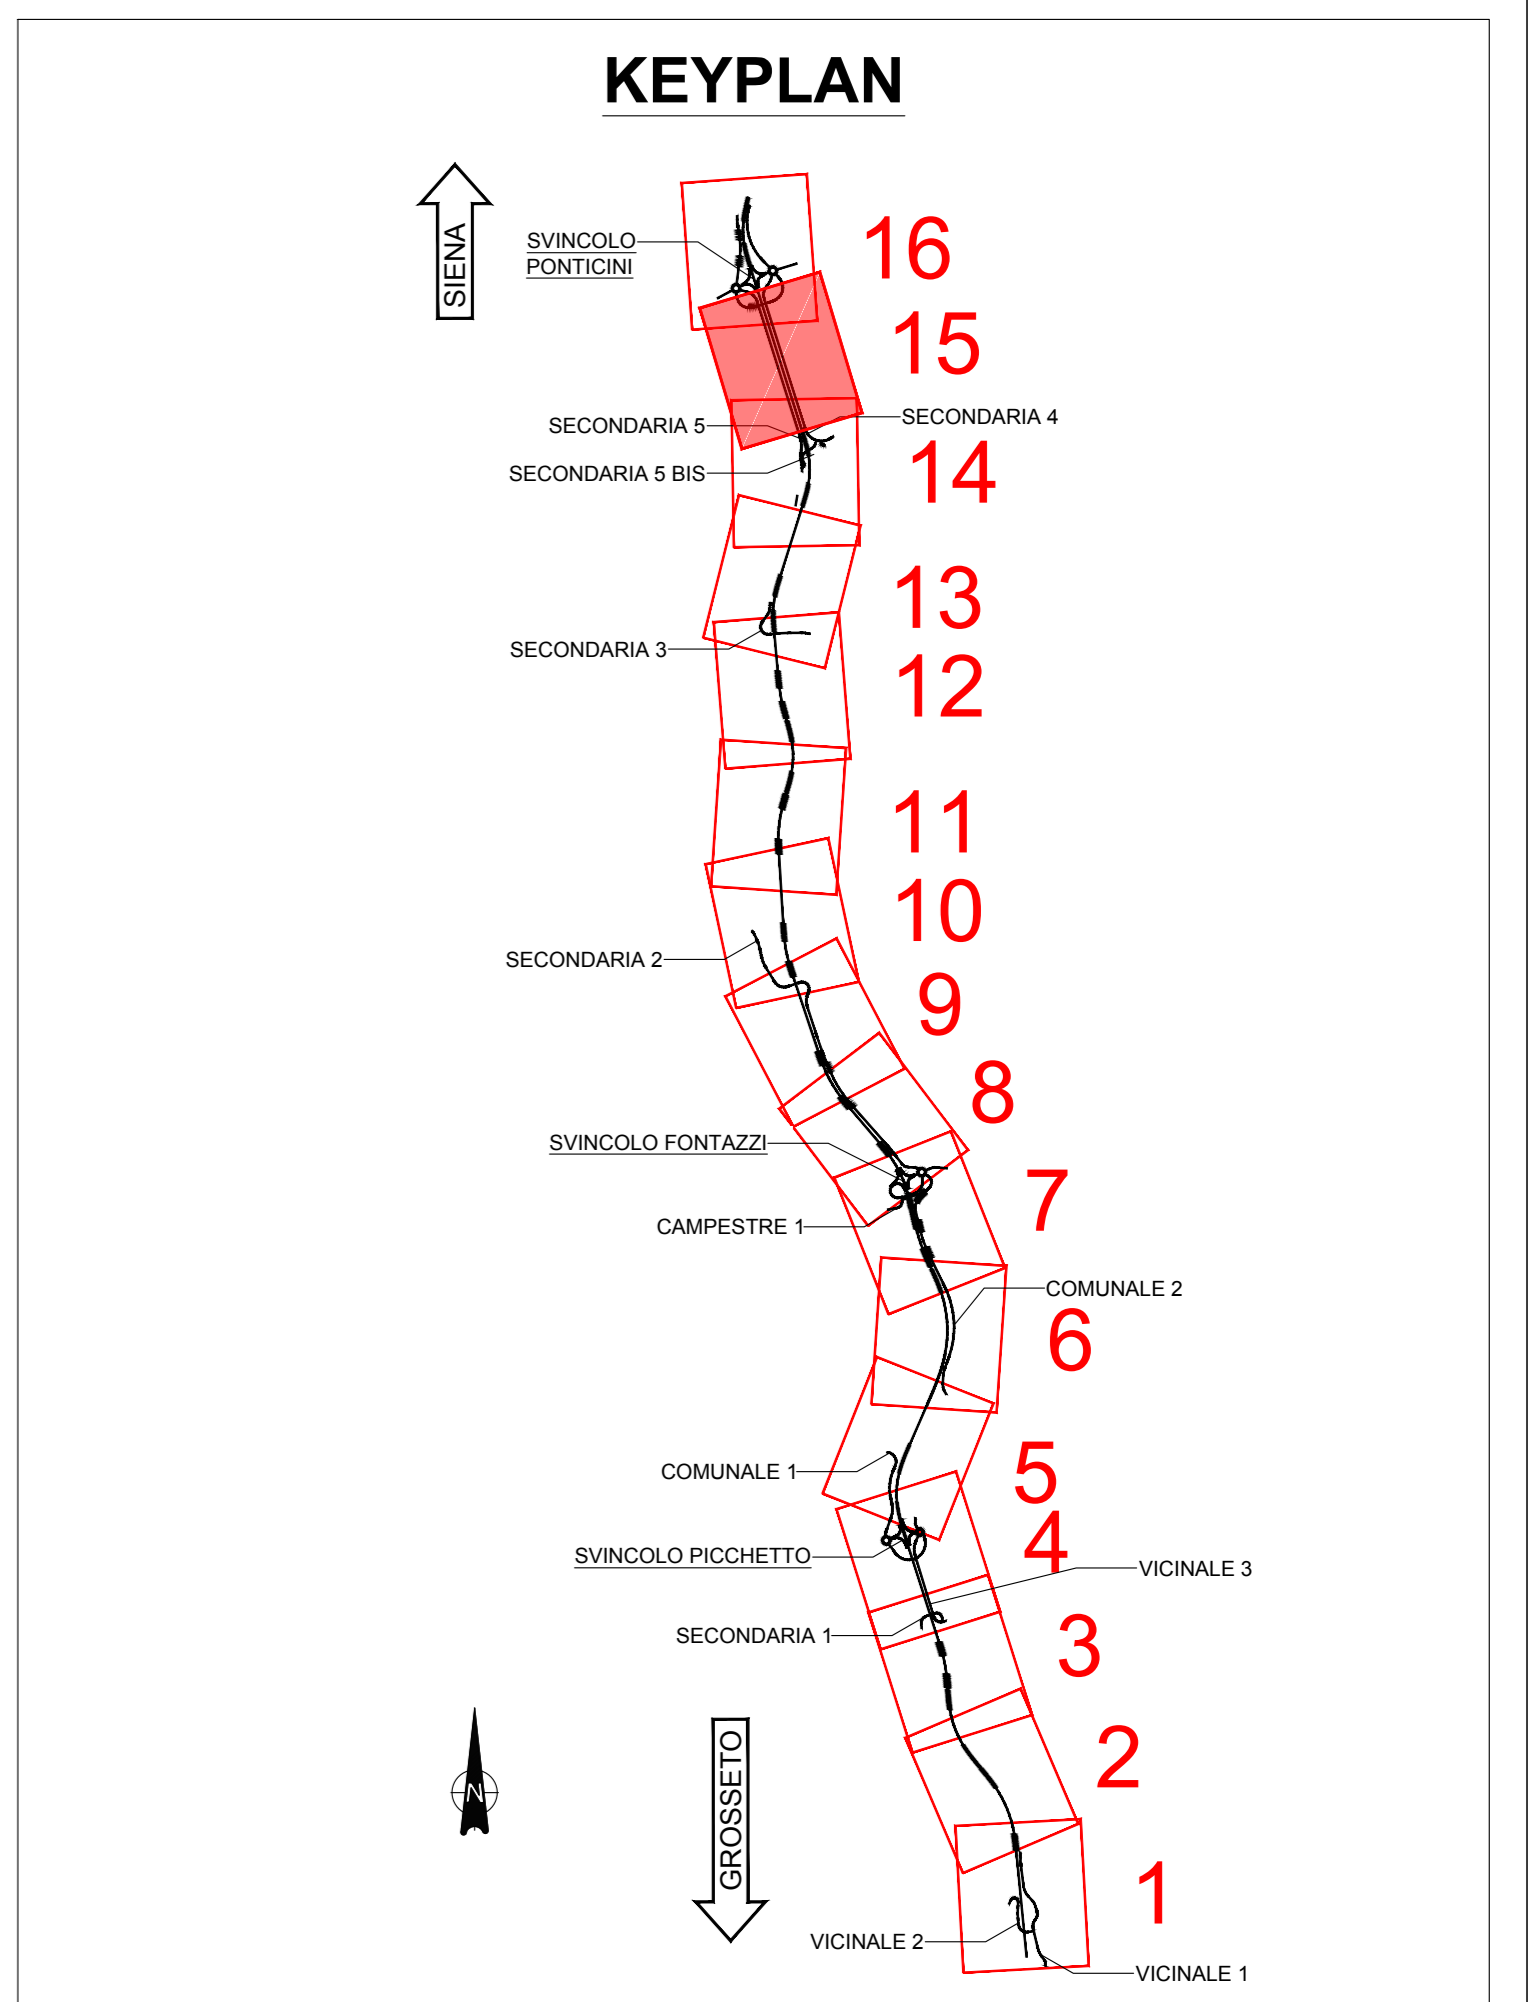 KEYPLAN
SIENA
SVINCOLO
PONTICINI
16
15
SECONDARIA 5
SECONDARIA 4
SECONDARIA 5 BIS
14
13
SECONDARIA 3
12
11
10
SECONDARIA 2
9
8
SVINCOLO FONTAZZI
7
CAMPESTRE 1
COMUNALE 2
6
COMUNALE 1
5
4
SVINCOLO PICCHETTO
VICINALE 3
SECONDARIA 1
3
2
N
GROSSETO
1
VICINALE 2
VICINALE 1